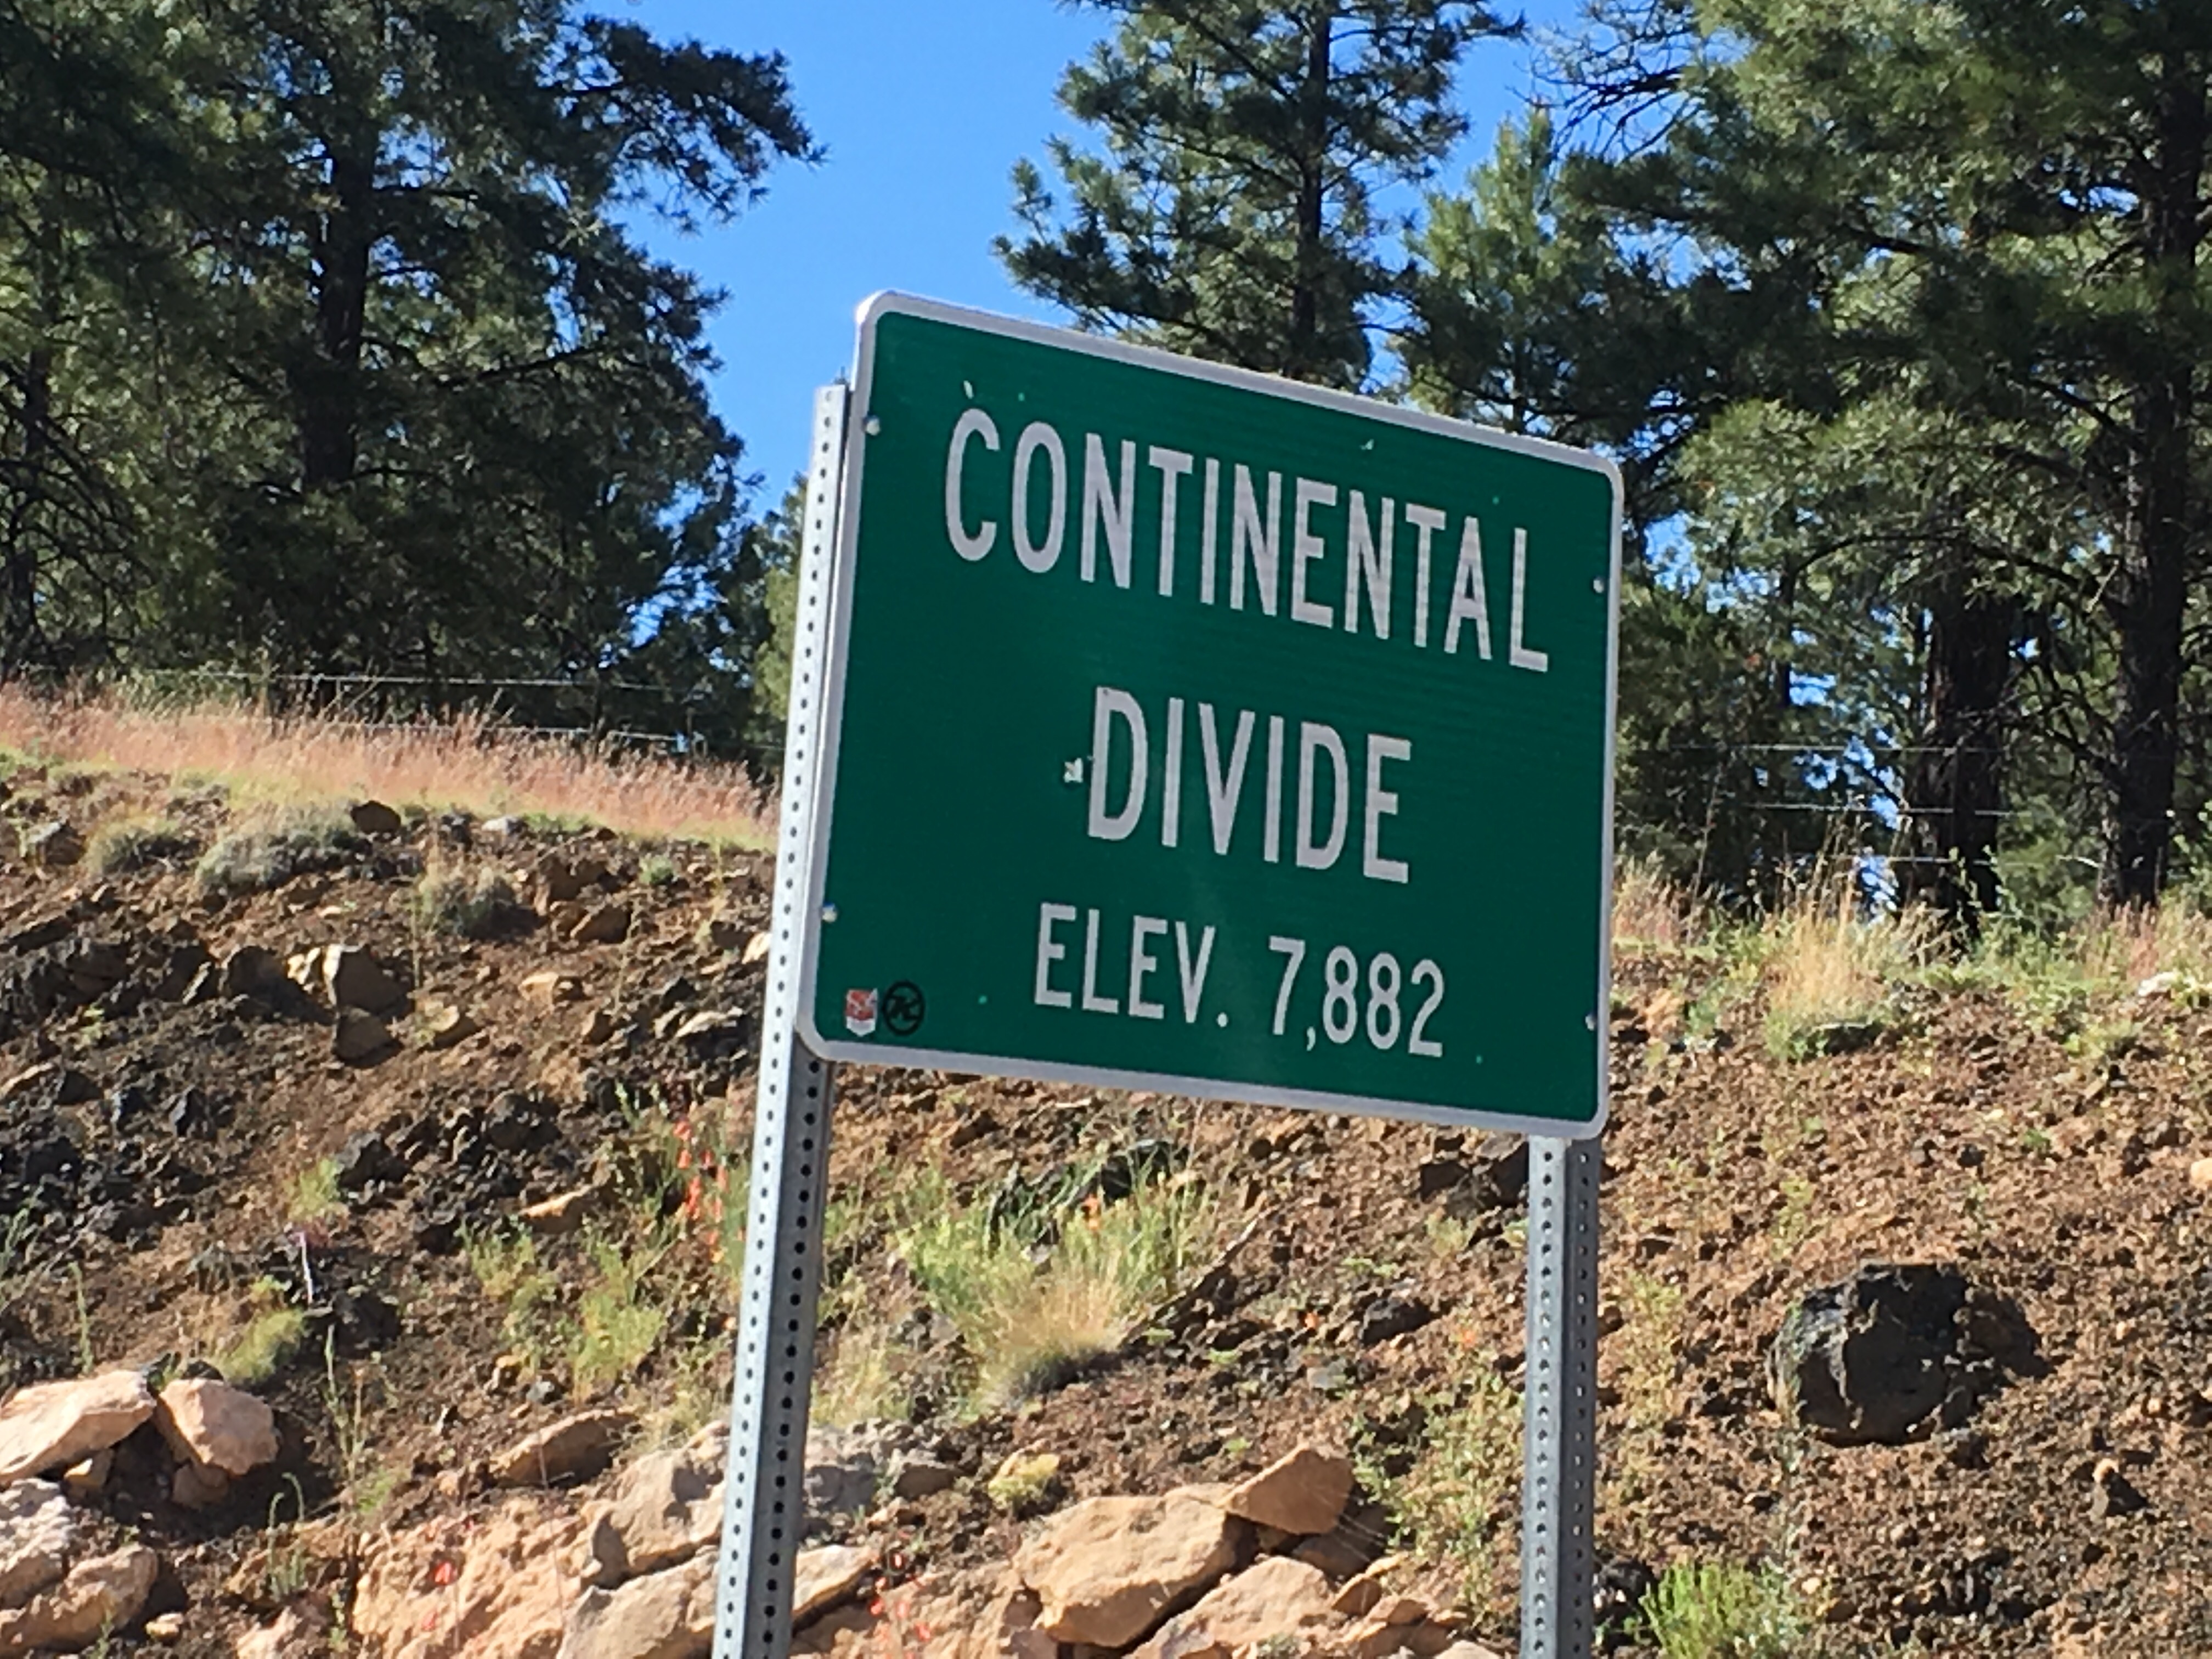 CONTINENTAL
DIVIDE
ELEV. 7,882